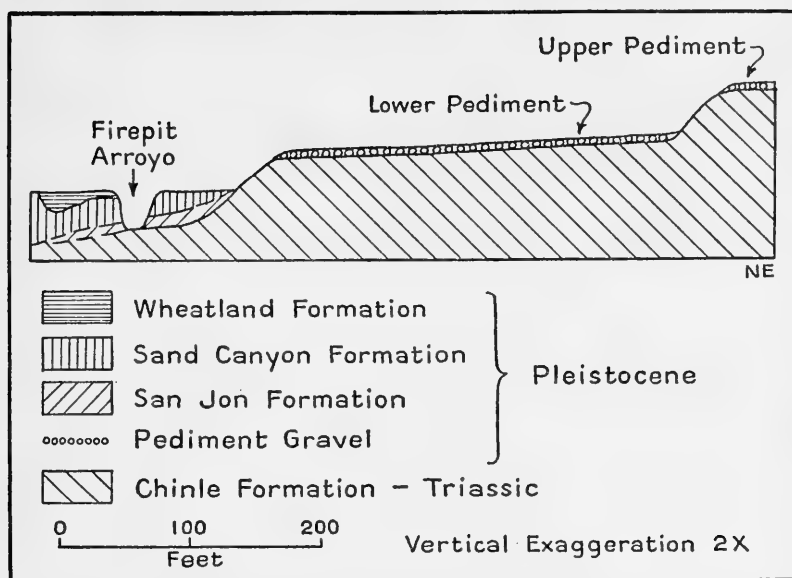 Upper Pediment
Lower Pediment
Firepit
Arroyo
NE
Wheatland Formation
Sand Canyon Formation
San Jon Formation
Pleistocene
Pediment Gravel
Chinle Formation – Triassic
0 100 200
Feet
Vertical Exaggeration 2X